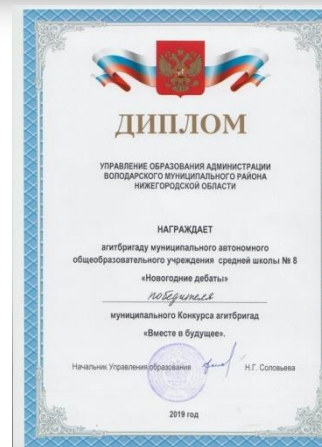 ДИПЛОМ
УПРАВЛЕНИЕ ОБРАЗОВАНИЯ АДМИНИСТРАЦИИ
ВОЛОДАРСКОГО МУНИЦИПАЛЬНОГО РАЙОНА
НИЖЕГОРОДСКОЙ ОБЛАСТИ
НАГРАЖДАЕТ
агитбригаду муниципального автономного
общеобразовательного учреждения средней школы № 8
«Новогодние дебаты»
победителя
муниципального Конкурса агитбригад
«Вместе в будущее».
Начальник Управления образования Н.Г. Соловьева
2019 год